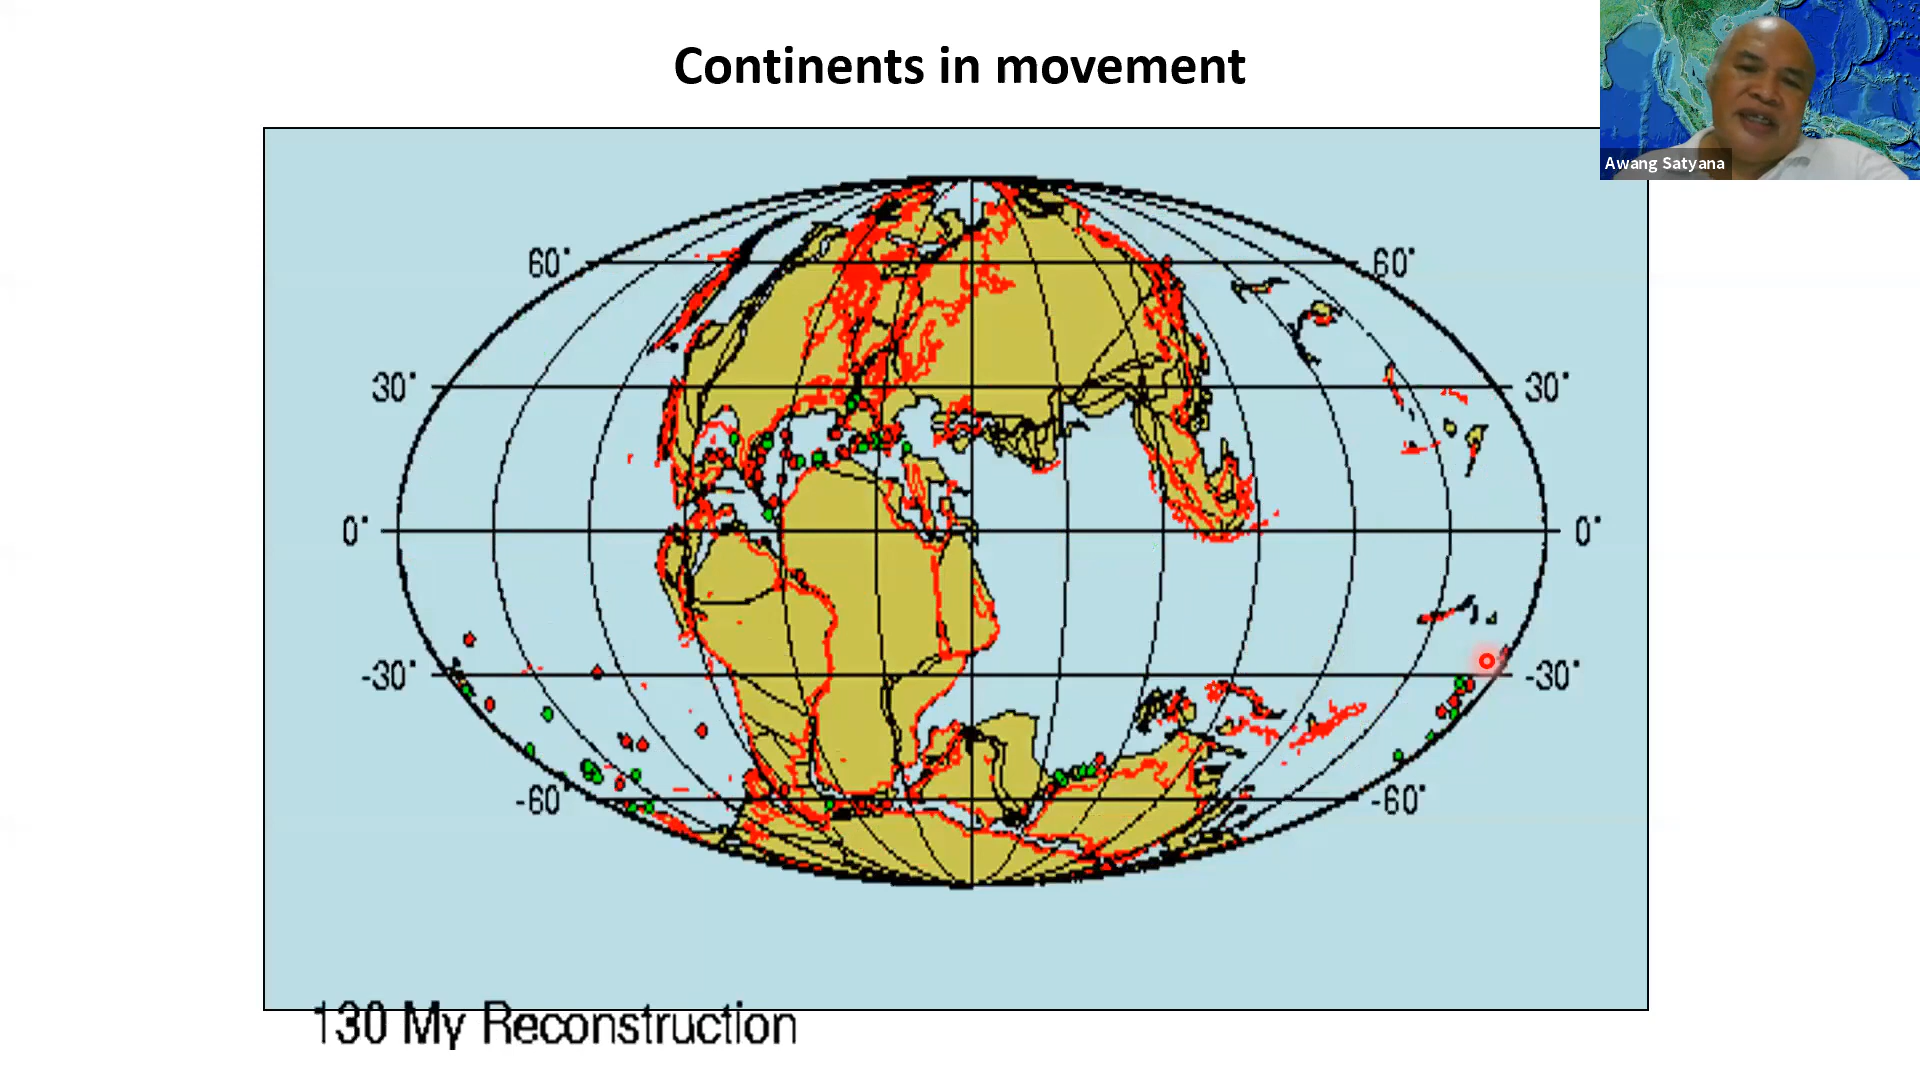 Continents in movement
Awang Satyana
60° 60°
30° 30°
0° 0°
-30° -30°
-60° -60°
130 My Reconstruction